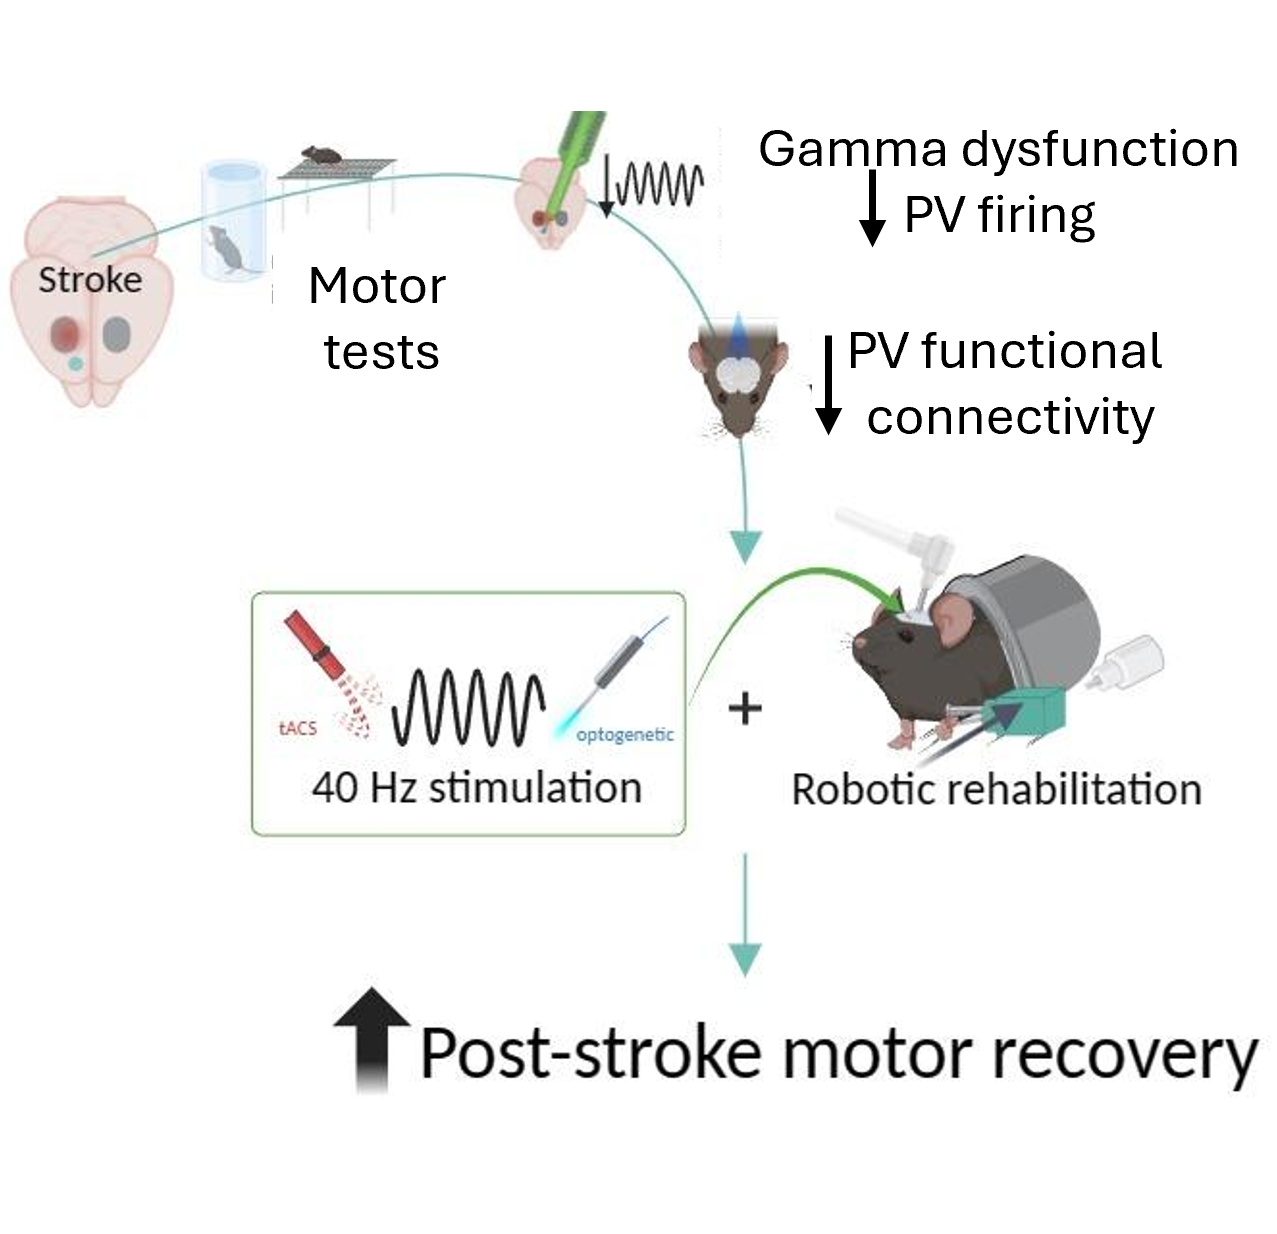 Stroke
Motor
tests
Gamma dysfunction
PV firing
PV functional
connectivity
tACS
optogenetic
40 Hz stimulation
+
Robotic rehabilitation
Post-stroke motor recovery